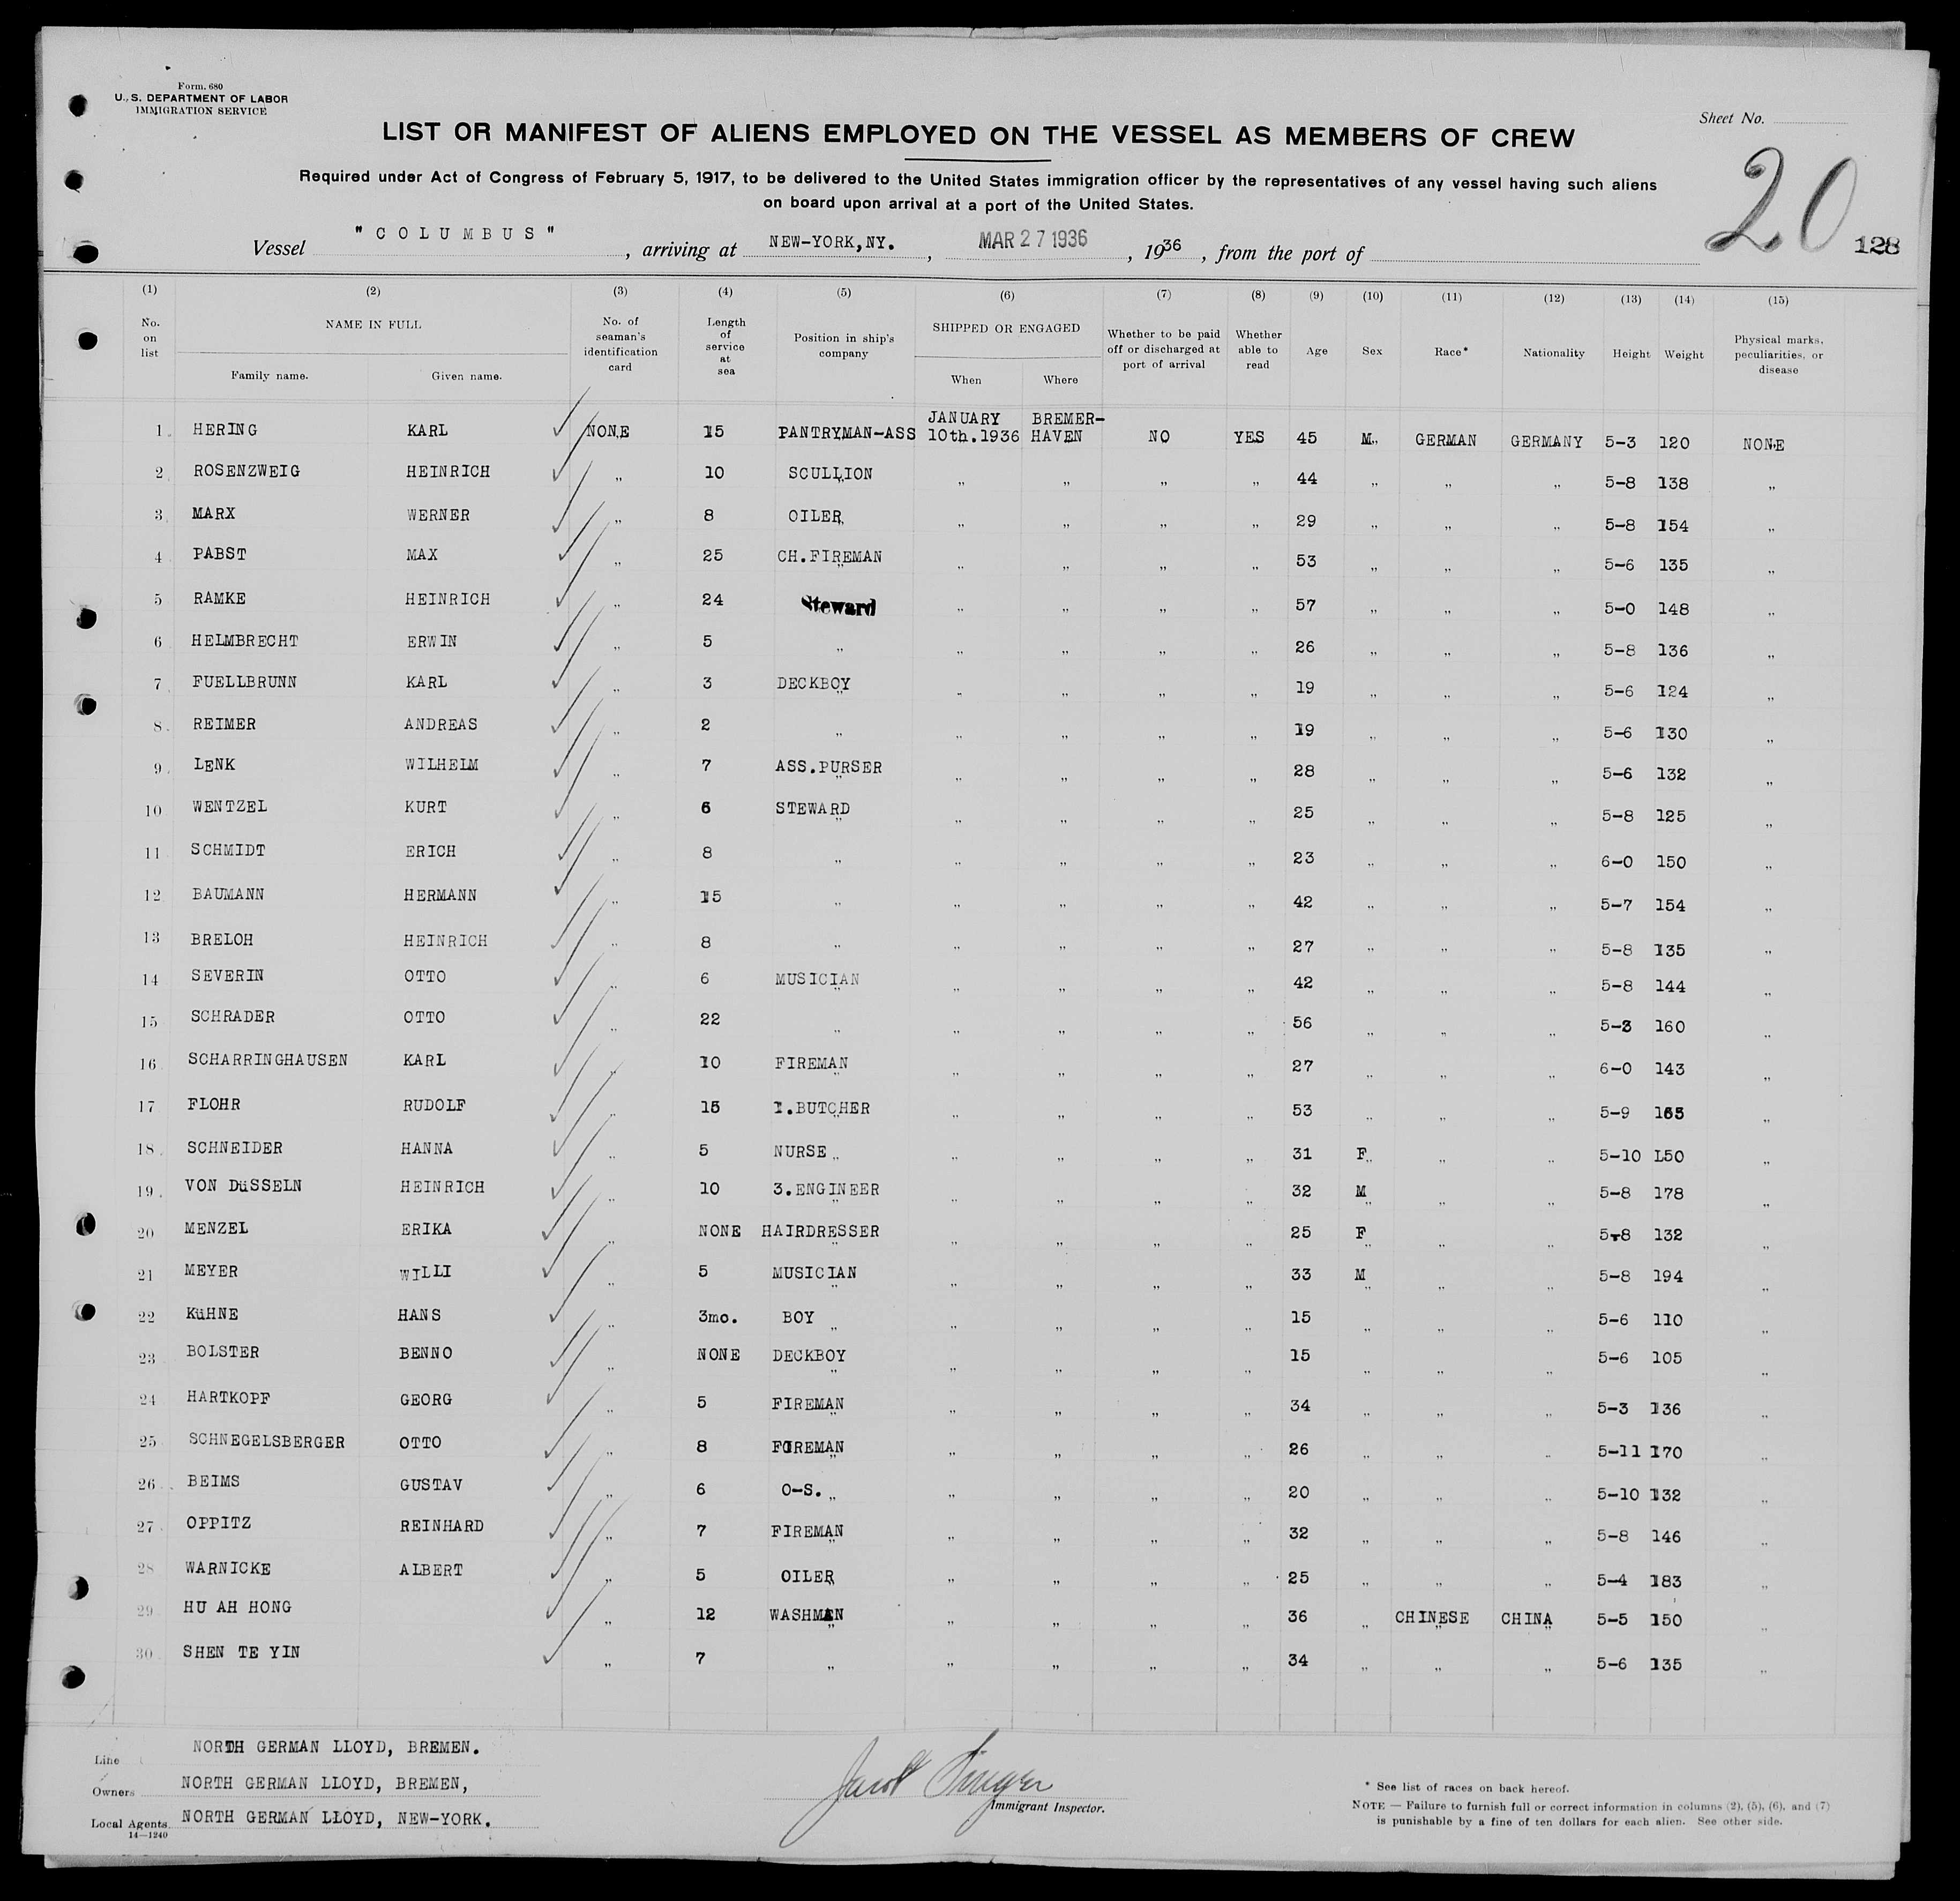 Form. 680
U. S. DEPARTMENT OF LABOR
IMMIGRATION SERVICE
Sheet No.
LIST OR MANIFEST OF ALIENS EMPLOYED ON THE VESSEL AS MEMBERS OF CREW
Required under Act of Congress of February 5, 1917, to be delivered to the United States immigration officer by the representatives of any vessel having such aliens
on board upon arrival at a port of the United States.
20
128
Vessel "COLUMBUS", arriving at NEW-YORK,NY., MAR 27 1936, 1936, from the port of
(1) (2) (3) (4) (5) (6) (7) (8) (9) (10) (11) (12) (13) (14) (15)
No. on list NAME IN FULL Family name. Given name. No. of seaman's identification card Length of service at sea Position in ship's company SHIPPED OR ENGAGED When Where Whether to be paid off or discharged at port of arrival Whether able to read Age Sex Race* Nationality Height Weight Physical marks, peculiarities, or disease
1 HERING KARL NONE 15 PANTRYMAN-ASS JANUARY 10th.1936 BREMER-HAVEN NO YES 45 M GERMAN GERMANY 5-3 120 NONE
2 ROSENZWEIG HEINRICH " 10 SCULLION " " " " 44 " " " 5-8 138 "
3 MARX WERNER " 8 OILER " " " " 29 " " " 5-8 154 "
4 PABST MAX " 25 CH.FIREMAN " " " " 53 " " " 5-6 135 "
5 RAMKE HEINRICH " 24 Steward " " " " 57 " " " 5-0 148 "
6 HELMBRECHT ERWIN " 5 " " " " " 26 " " " 5-8 136 "
7 FUELLBRUNN KARL " 3 DECKBOY " " " " 19 " " " 5-6 124 "
8 REIMER ANDREAS " 2 " " " " " 19 " " " 5-6 130 "
9 LENK WILHELM " 7 ASS.PURSER " " " " 28 " " " 5-6 132 "
10 WENTZEL KURT " 6 STEWARD " " " " 25 " " " 5-8 125 "
11 SCHMIDT ERICH " 8 " " " " " 23 " " " 6-0 150 "
12 BAUMANN HERMANN " 15 " " " " " 42 " " " 5-7 154 "
13 BRELOH HEINRICH " 8 " " " " " 27 " " " 5-8 135 "
14 SEVERIN OTTO " 6 MUSICIAN " " " " 42 " " " 5-8 144 "
15 SCHRADER OTTO " 22 " " " " " 56 " " " 5-3 160 "
16 SCHARRINGHAUSEN KARL " 10 FIREMAN " " " " 27 " " " 6-0 143 "
17 FLOHR RUDOLF " 15 I.BUTCHER " " " " 53 " " " 5-9 165 "
18 SCHNEIDER HANNA " 5 NURSE " " " " 31 F " " 5-10 150 "
19 VON DüSSELN HEINRICH " 10 3.ENGINEER " " " " 32 M " " 5-8 178 "
20 MENZEL ERIKA " NONE HAIRDRESSER " " " " 25 F " " 5-8 132 "
21 MEYER WILLI " 5 MUSICIAN " " " " 33 M " " 5-8 194 "
22 KüHNE HANS " 3mo. BOY " " " " 15 " " " 5-6 110 "
23 BOLSTER BENNO " NONE DECKBOY " " " " 15 " " " 5-6 105 "
24 HARTKOPF GEORG " 5 FIREMAN " " " " 34 " " " 5-3 136 "
25 SCHNEGELSBERGER OTTO " 8 FIREMAN " " " " 26 " " " 5-11 170 "
26 BEIMS GUSTAV " 6 O-S. " " " " 20 " " " 5-10 132 "
27 OPPITZ REINHARD " 7 FIREMAN " " " " 32 " " " 5-8 146 "
28 WARNICKE ALBERT " 5 OILER " " " " 25 " " " 5-4 183 "
29 HU AH HONG " 12 WASHMAN " " " " 36 " CHINESE CHINA 5-5 150 "
30 SHEN TE YIN " 7 " " " " " 34 " " " 5-6 135 "
Line NORTH GERMAN LLOYD, BREMEN.
Owners NORTH GERMAN LLOYD, BREMEN,
Local Agents NORTH GERMAN LLOYD, NEW-YORK.
14—1240
Jacob Singer
Immigrant Inspector.
* See list of races on back hereof.
NOTE — Failure to furnish full or correct information in columns (2), (5), (6), and (7)
is punishable by a fine of ten dollars for each alien. See other side.